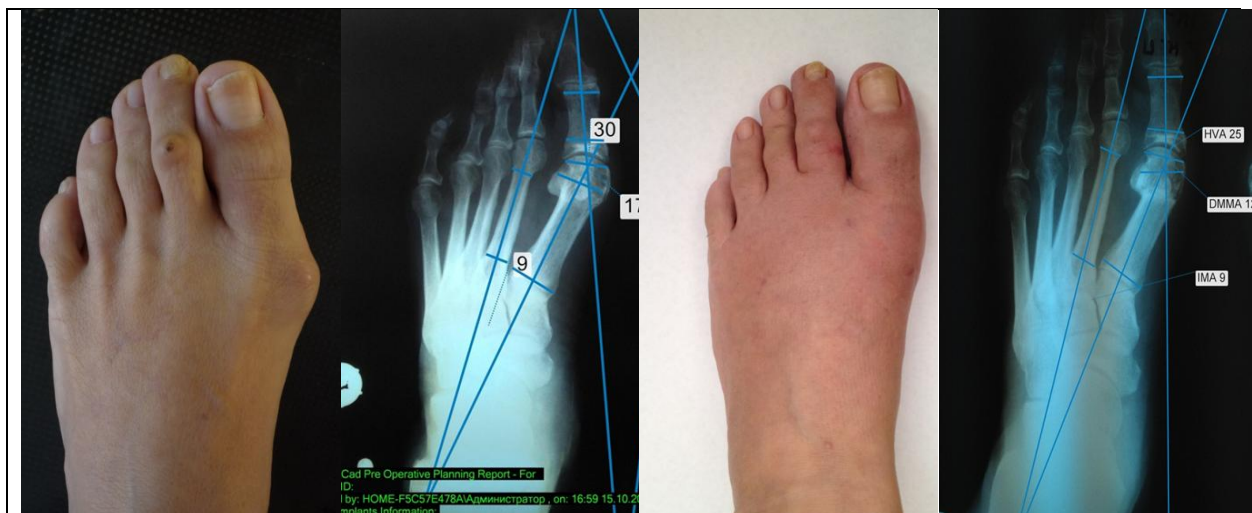 30
17
9
Cad Pre Operative Planning Report - For
ID:
by: HOME-F5C57E478A\Администратор , on: 16:59 15.10.20
mplants Information:
HVA 25
DMMA 12
IMA 9